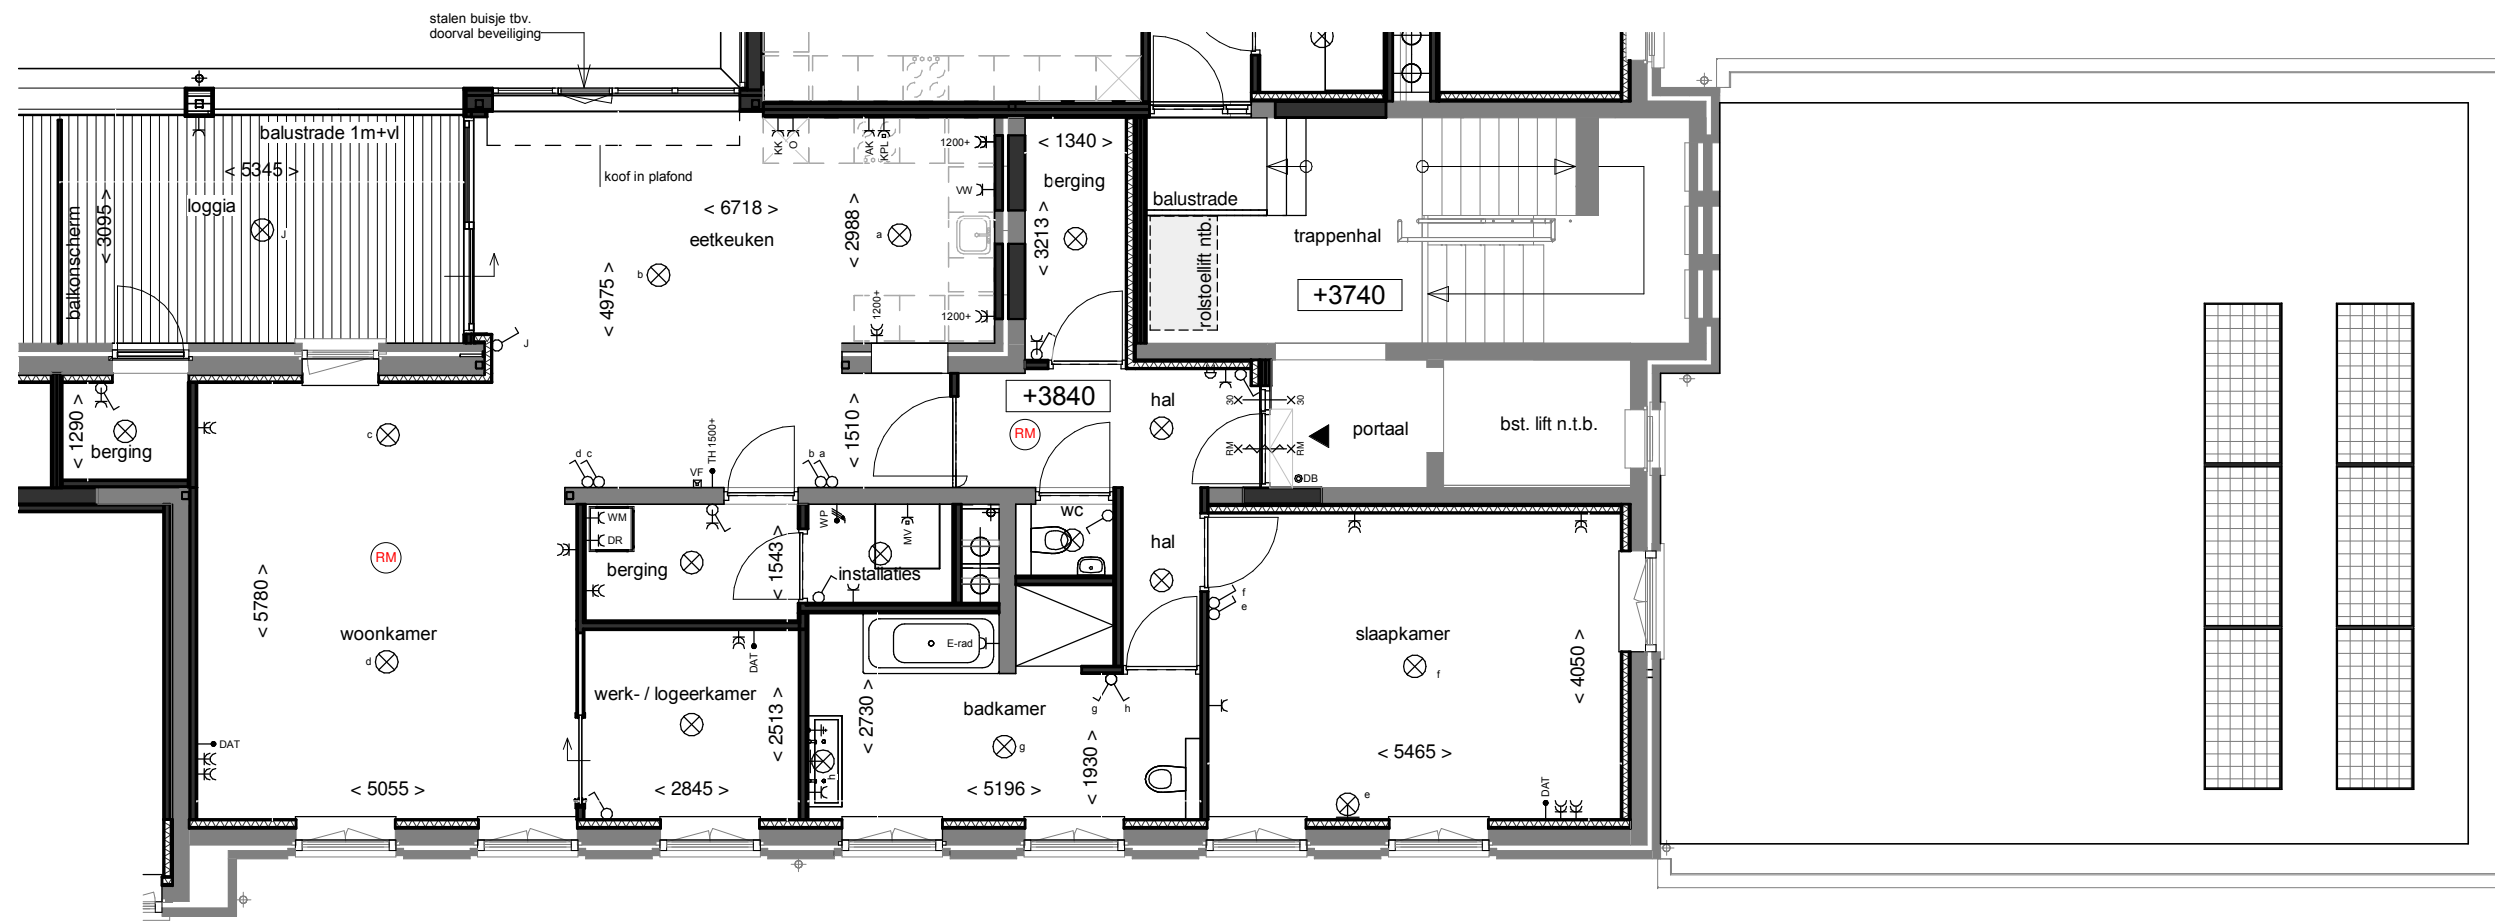 stalen buisje tbv.
doorval beveiliging
balustrade 1m+vl
< 5345 >
loggia
J
< 3095 >
balkonscherm
koof in plafond
< 6718 >
eetkeuken
b
< 4975 >
< 2988 >
a
KK
O
AK
KPL
1200+
VW
1200+
1200+
J
< 1340 >
berging
< 3213 >
balustrade
rolstoellift ntb.
trappenhal
+3740
+3840
hal
RM
30
30
RM
RM
portaal
DB
bst. lift n.t.b.
< 1290 >
berging
c
d c
VF
TH 1500+
b a
< 1510 >
RM
WM
DR
berging
< 1543 >
WP
MV
installaties
wc
hal
f
e
< 5780 >
woonkamer
d
DAT
< 5055 >
werk- / logeerkamer
DAT
< 2513 >
< 2845 >
E-rad
< 2730 >
badkamer
g
g
h
h
< 1930 >
< 5196 >
slaapkamer
f
< 4050 >
< 5465 >
e
DAT